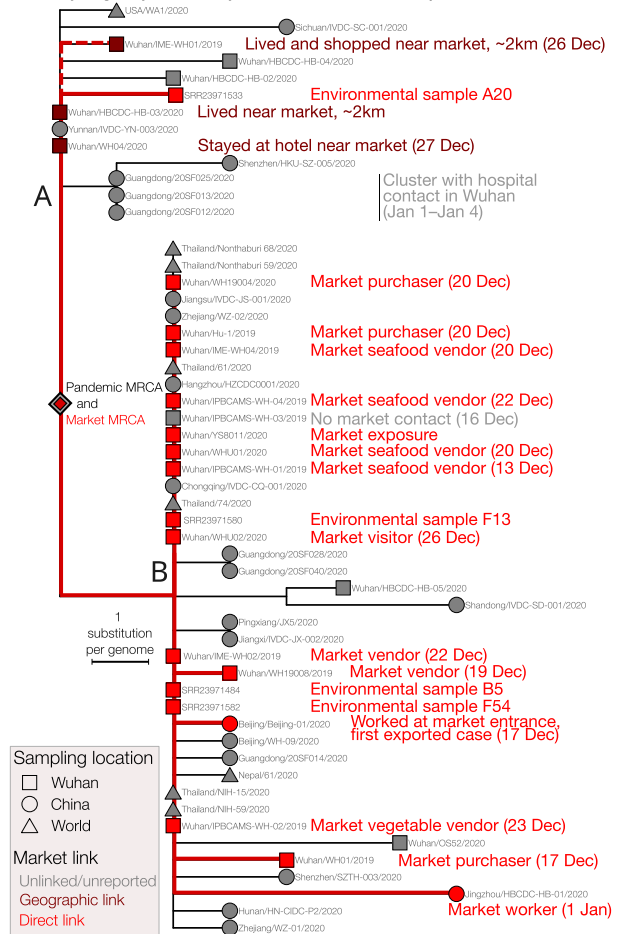 USA/WA1/2020
Sichuan/IVDC-SC-001/2020
Wuhan/IME-WH01/2019 Lived and shopped near market, ~2km (26 Dec)
Wuhan/HBCDC-HB-04/2020
Wuhan/HBCDC-HB-02/2020
SRR23971533 Environmental sample A20
Wuhan/HBCDC-HB-03/2020 Lived near market, ~2km
Yunnan/IVDC-YN-003/2020
Wuhan/WH04/2020 Stayed at hotel near market (27 Dec)
Shenzhen/HKU-SZ-005/2020
Guangdong/20SF025/2020
Guangdong/20SF013/2020
Guangdong/20SF012/2020
Cluster with hospital
contact in Wuhan
(Jan 1–Jan 4)
A
Thailand/Nonthaburi 68/2020
Thailand/Nonthaburi 59/2020
Wuhan/WH19004/2020 Market purchaser (20 Dec)
Jiangsu/IVDC-JS-001/2020
Zhejiang/WZ-02/2020
Wuhan/Hu-1/2019 Market purchaser (20 Dec)
Wuhan/IME-WH04/2019 Market seafood vendor (20 Dec)
Thailand/61/2020
Hangzhou/HZCDC0001/2020
Pandemic MRCA
and
Market MRCA
Wuhan/IPBCAMS-WH-04/2019 Market seafood vendor (22 Dec)
Wuhan/IPBCAMS-WH-03/2019 No market contact (16 Dec)
Wuhan/YS8011/2020 Market exposure
Wuhan/WHU01/2020 Market seafood vendor (20 Dec)
Wuhan/IPBCAMS-WH-01/2019 Market seafood vendor (13 Dec)
Chongqing/IVDC-CQ-001/2020
Thailand/74/2020
SRR23971580 Environmental sample F13
Wuhan/WHU02/2020 Market visitor (26 Dec)
Guangdong/20SF028/2020
Guangdong/20SF040/2020
B
Wuhan/HBCDC-HB-05/2020
Shandong/IVDC-SD-001/2020
1
substitution
per genome
Pingxiang/JX5/2020
Jiangxi/IVDC-JX-002/2020
Wuhan/IME-WH02/2019 Market vendor (22 Dec)
Wuhan/WH19008/2019 Market vendor (19 Dec)
SRR23971484 Environmental sample B5
SRR23971582 Environmental sample F54
Beijing/Beijing-01/2020 Worked at market entrance,
first exported case (17 Dec)
Beijing/WH-09/2020
Guangdong/20SF014/2020
Nepal/61/2020
Thailand/NIH-15/2020
Thailand/NIH-59/2020
Wuhan/IPBCAMS-WH-02/2019 Market vegetable vendor (23 Dec)
Wuhan/OS52/2020
Wuhan/WH01/2019 Market purchaser (17 Dec)
Shenzhen/SZTH-003/2020
Jingzhou/HBCDC-HB-01/2020
Market worker (1 Jan)
Hunan/HN-CIDC-P2/2020
Zhejiang/WZ-01/2020
Sampling location
Wuhan
China
World
Market link
Unlinked/unreported
Geographic link
Direct link